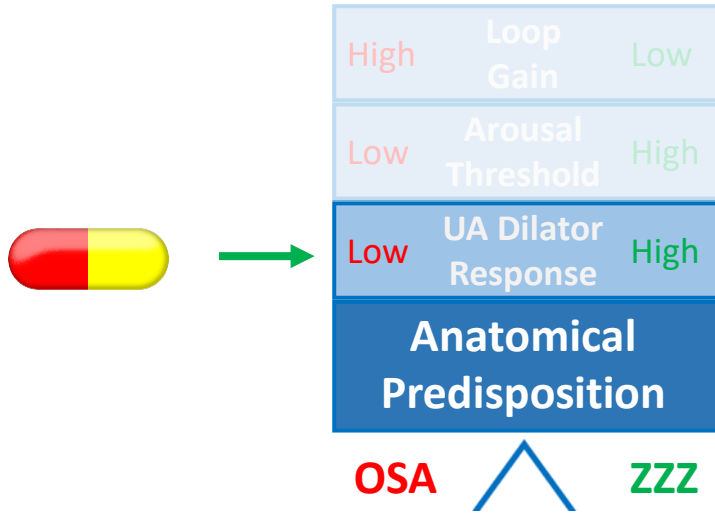 High Loop Low
Gain
Low Arousal High
Threshold
Low UA Dilator High
Response
Anatomical
Predisposition
OSA ZZZ